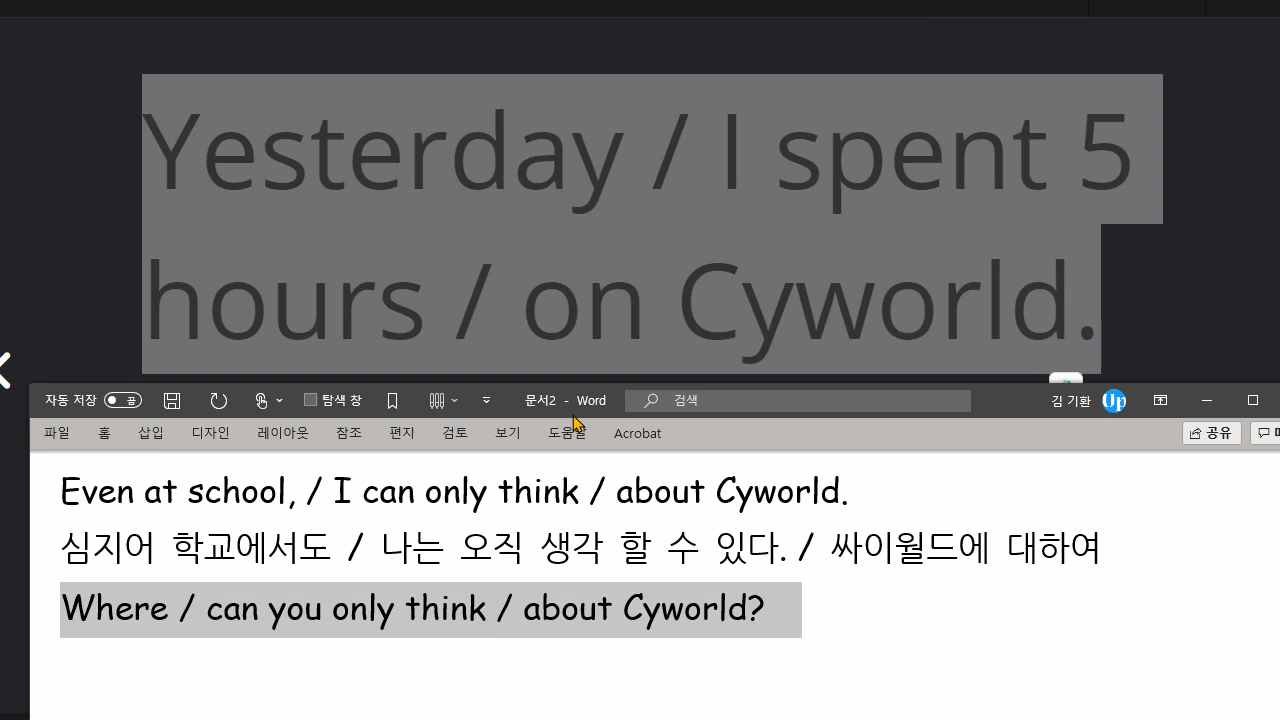 Yesterday / I spent 5
hours / on Cyworld.
자동 저장 끔 탐색 창 문서2 - Word 검색 김 기환 Up
파일 홈 삽입 디자인 레이아웃 참조 편지 검토 보기 도움말 Acrobat 공유
Even at school, / I can only think / about Cyworld.
심지어 학교에서도 / 나는 오직 생각 할 수 있다. / 싸이월드에 대하여
Where / can you only think / about Cyworld?